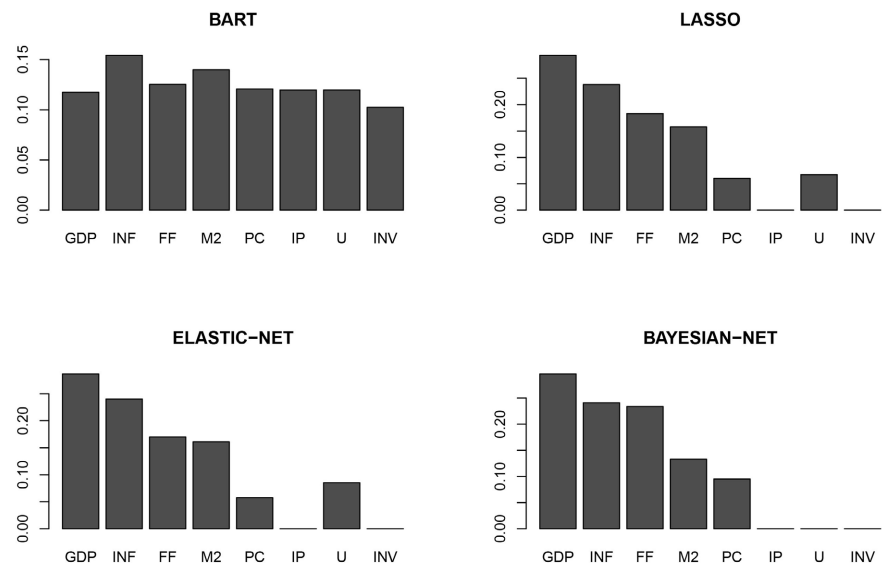 BART
0.15
0.10
0.05
0.00
GDP INF FF M2 PC IP U INV
LASSO
0.20
0.10
0.00
GDP INF FF M2 PC IP U INV
ELASTIC−NET
0.20
0.10
0.00
GDP INF FF M2 PC IP U INV
BAYESIAN−NET
0.20
0.10
0.00
GDP INF FF M2 PC IP U INV